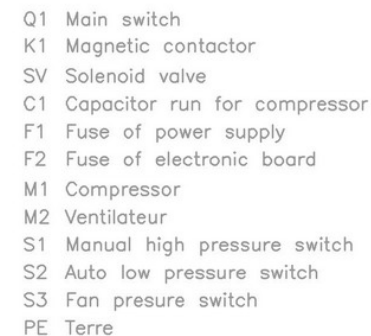 Q1 Main switch
K1 Magnetic contactor
SV Solenoid valve
C1 Capacitor run for compressor
F1 Fuse of power supply
F2 Fuse of electronic board
M1 Compressor
M2 Ventilateur
S1 Manual high pressure switch
S2 Auto low pressure switch
S3 Fan presure switch
PE Terre